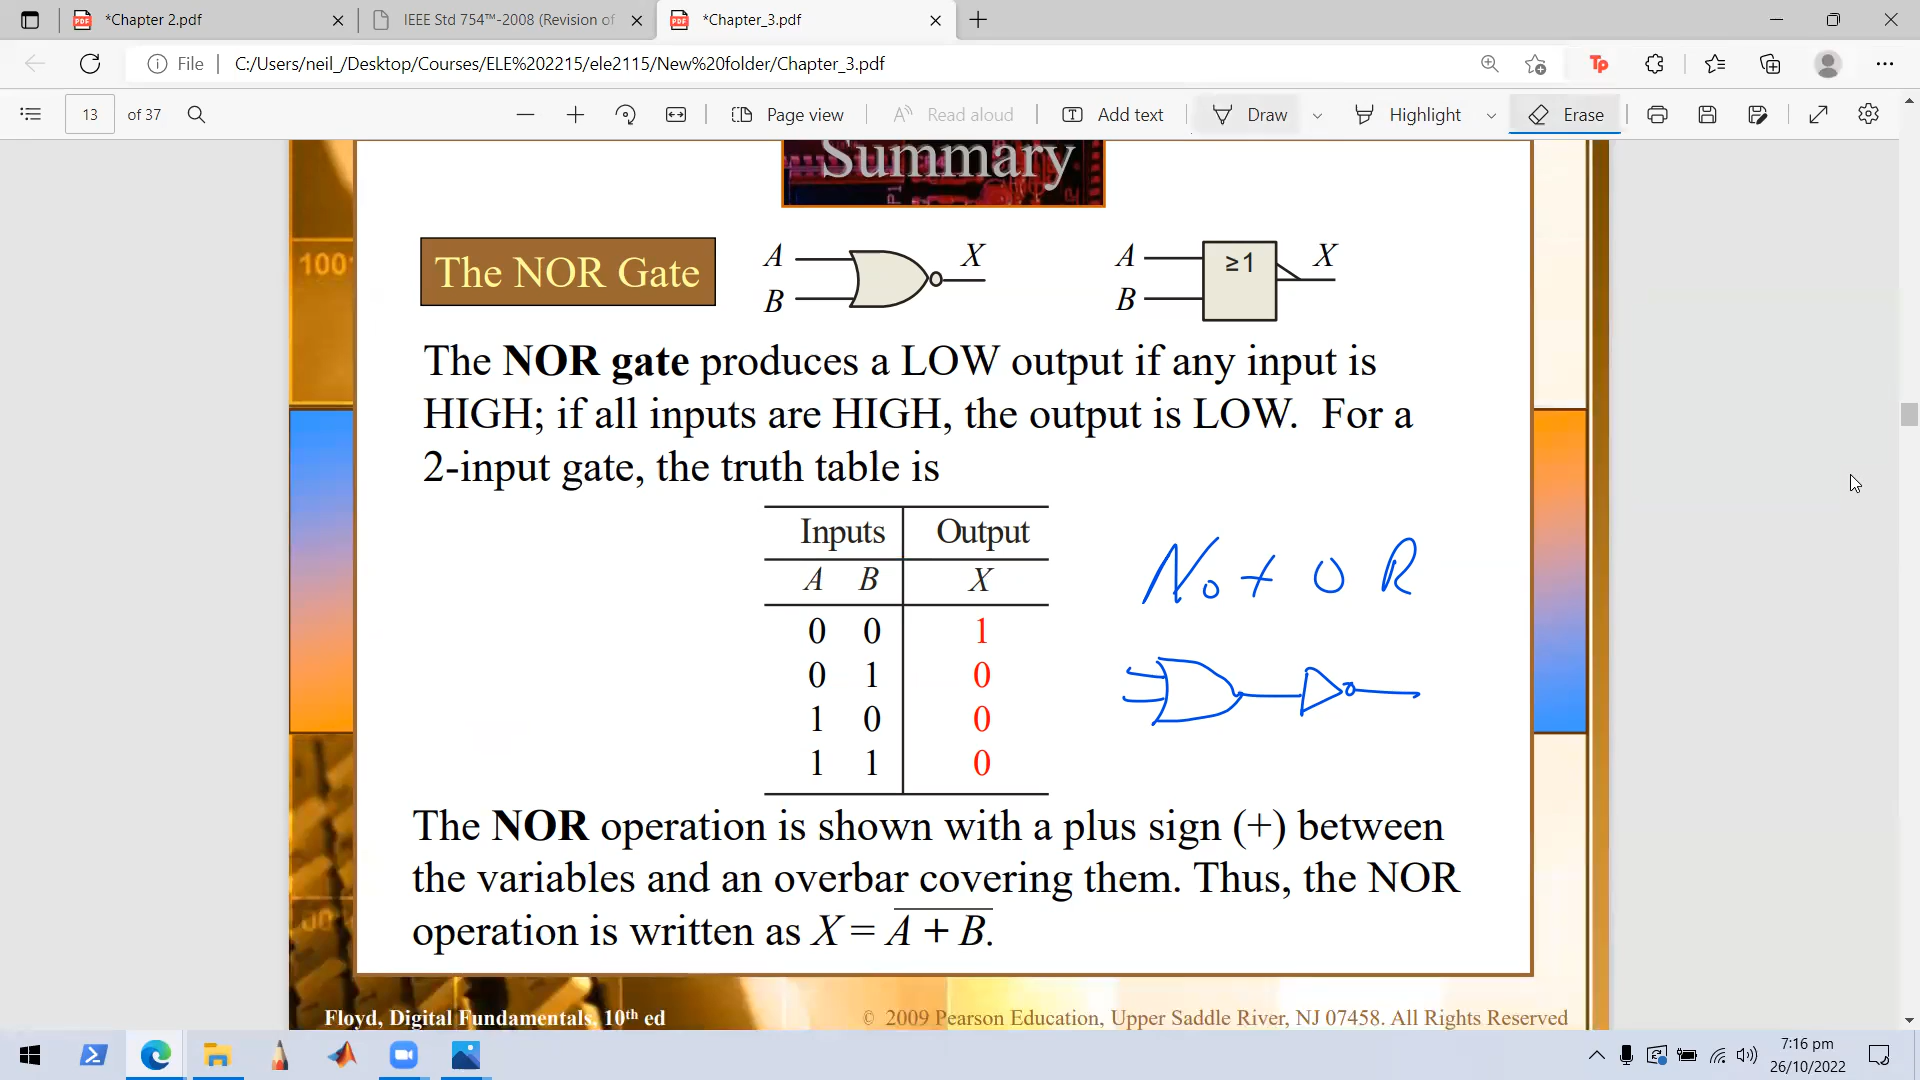 *Chapter 2.pdf
IEEE Std 754™-2008 (Revision of
*Chapter_3.pdf
File
C:/Users/neil_/Desktop/Courses/ELE%202215/ele2115/New%20folder/Chapter_3.pdf
13 of 37
Page view
Read aloud
Add text
Draw
Highlight
Erase
100
Summary
The NOR Gate
A
B
X
A
B
≥1
X
The NOR gate produces a LOW output if any input is
HIGH; if all inputs are HIGH, the output is LOW. For a
2-input gate, the truth table is
Inputs Output
A B X
0 0 1
0 1 0
1 0 0
1 1 0
Not OR
The NOR operation is shown with a plus sign (+) between
the variables and an overbar covering them. Thus, the NOR
operation is written as X = A̅ ̅+̅ ̅B̅.
Floyd, Digital Fundamentals, 10th ed
© 2009 Pearson Education, Upper Saddle River, NJ 07458. All Rights Reserved
7:16 pm
26/10/2022